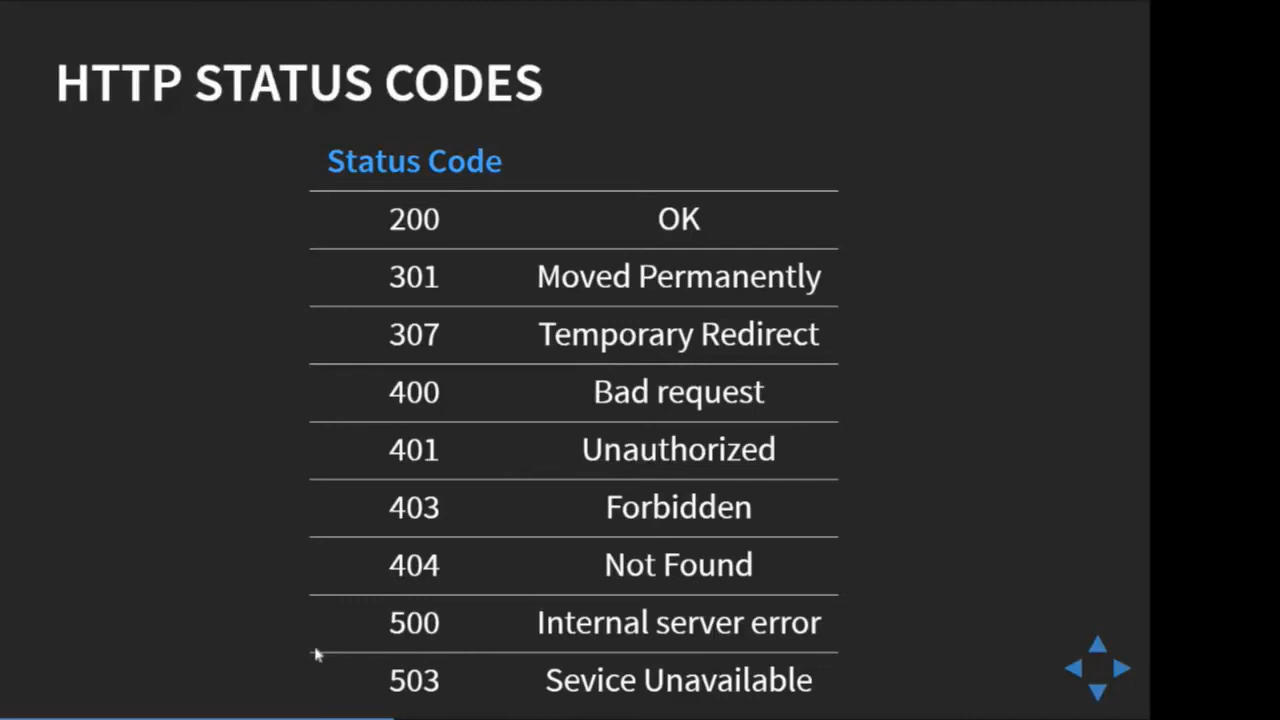 HTTP STATUS CODES
Status Code
200 OK
301 Moved Permanently
307 Temporary Redirect
400 Bad request
401 Unauthorized
403 Forbidden
404 Not Found
500 Internal server error
503 Sevice Unavailable